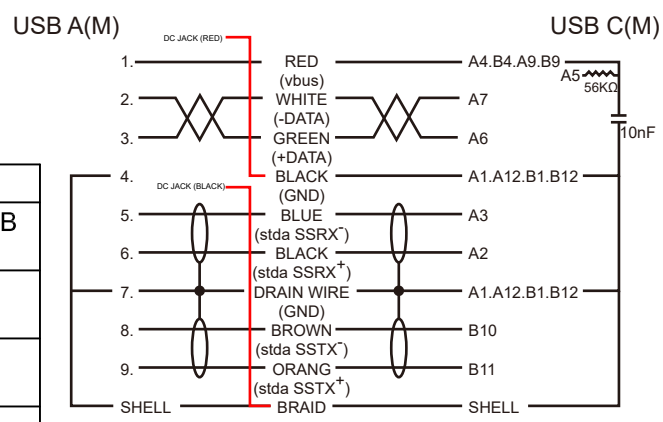 USB A(M) USB C(M)
DC JACK (RED)
1. RED A4.B4.A9.B9
(vbus) A5
56KΩ
2. WHITE A7
(-DATA)
10nF
3. GREEN A6
(+DATA)
4. BLACK A1.A12.B1.B12
DC JACK (BLACK)
(GND)
B
5. BLUE A3
(stda SSRX-)
6. BLACK A2
(stda SSRX+)
7. DRAIN WIRE A1.A12.B1.B12
(GND)
8. BROWN B10
(stda SSTX-)
9. ORANG B11
(stda SSTX+)
SHELL BRAID SHELL